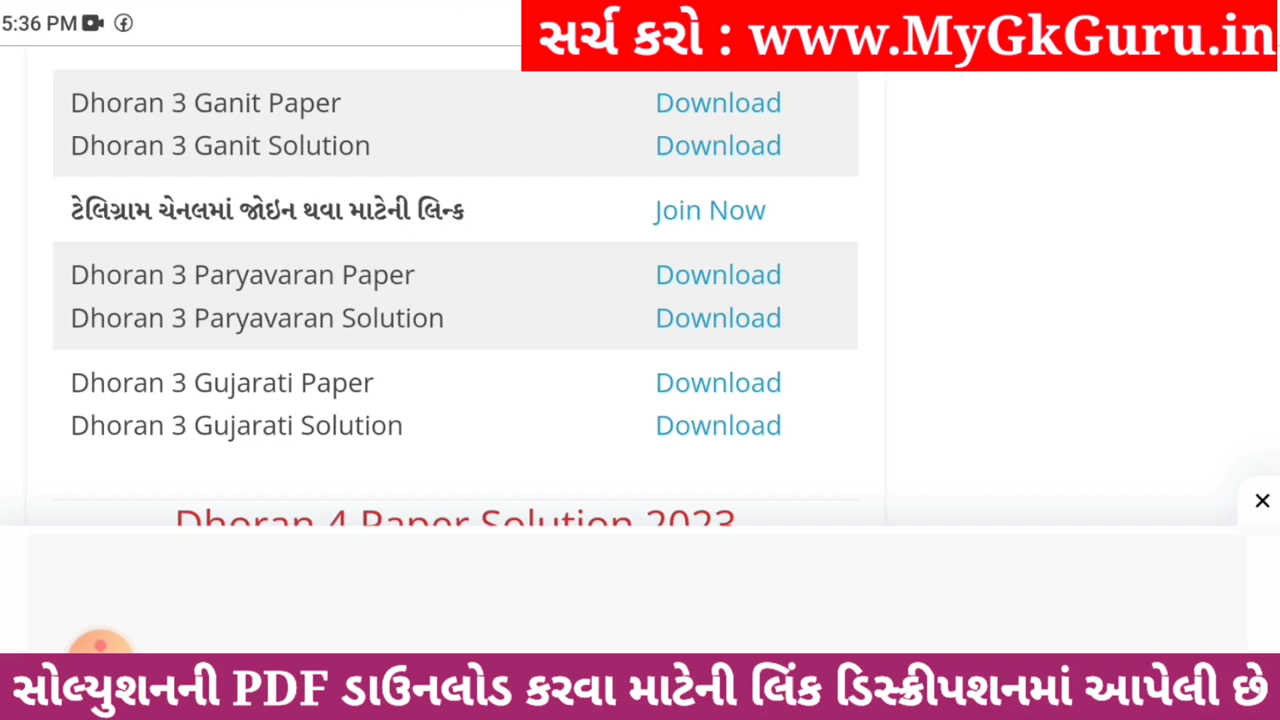 5:36 PM
સર્ચ કરો : www.MyGkGuru.in
Dhoran 3 Ganit Paper Download
Dhoran 3 Ganit Solution Download
ટેલિગ્રામ ચેનલમાં જોઇન થવા માટેની લિન્ક Join Now
Dhoran 3 Paryavaran Paper Download
Dhoran 3 Paryavaran Solution Download
Dhoran 3 Gujarati Paper Download
Dhoran 3 Gujarati Solution Download
Dhoran 4 Paper Solution 2023
સોલ્યુશનની PDF ડાઉનલોડ કરવા માટેની લિંક ડિસ્ક્રીપશનમાં આપેલી છે